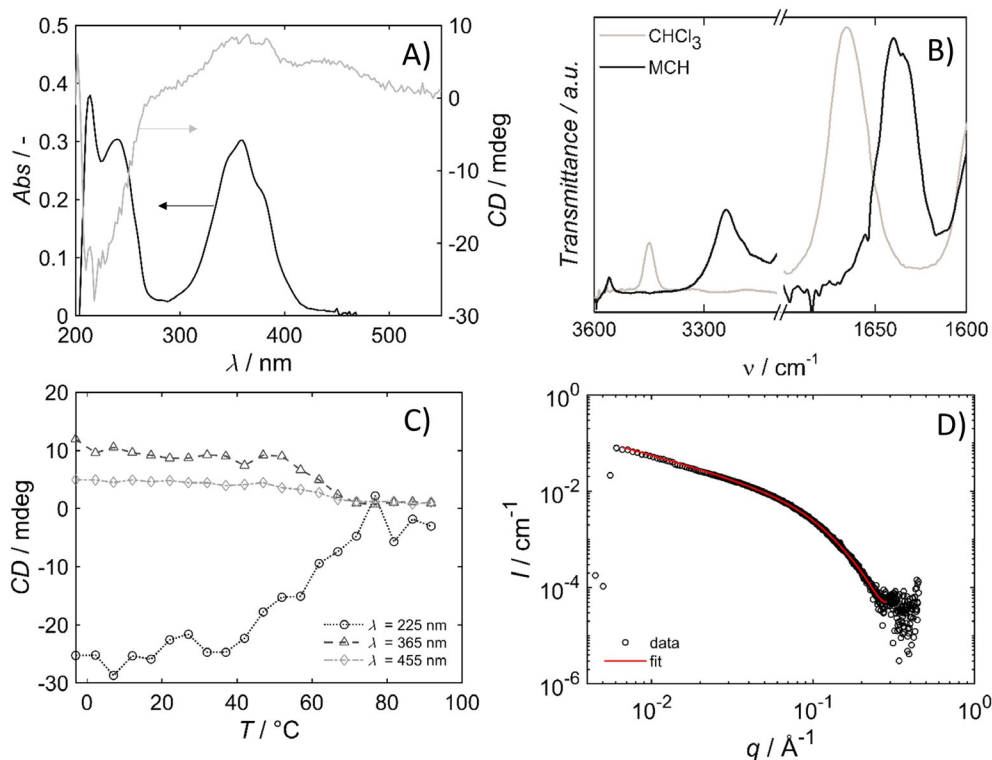 A)
0.5
0.4
0.3
0.2
0.1
0
Abs / -
10
0
-10
-20
-30
CD / mdeg
200 300 400 500
λ / nm
B)
CHCl3
MCH
Transmittance / a.u.
3600 3300 1650 1600
ν / cm-1
C)
20
10
0
-10
-20
-30
CD / mdeg
λ = 225 nm
λ = 365 nm
λ = 455 nm
0 20 40 60 80 100
T / °C
D)
10^0
10^-2
10^-4
10^-6
I / cm-1
data
fit
10^-2 10^-1 10^0
q / Å-1